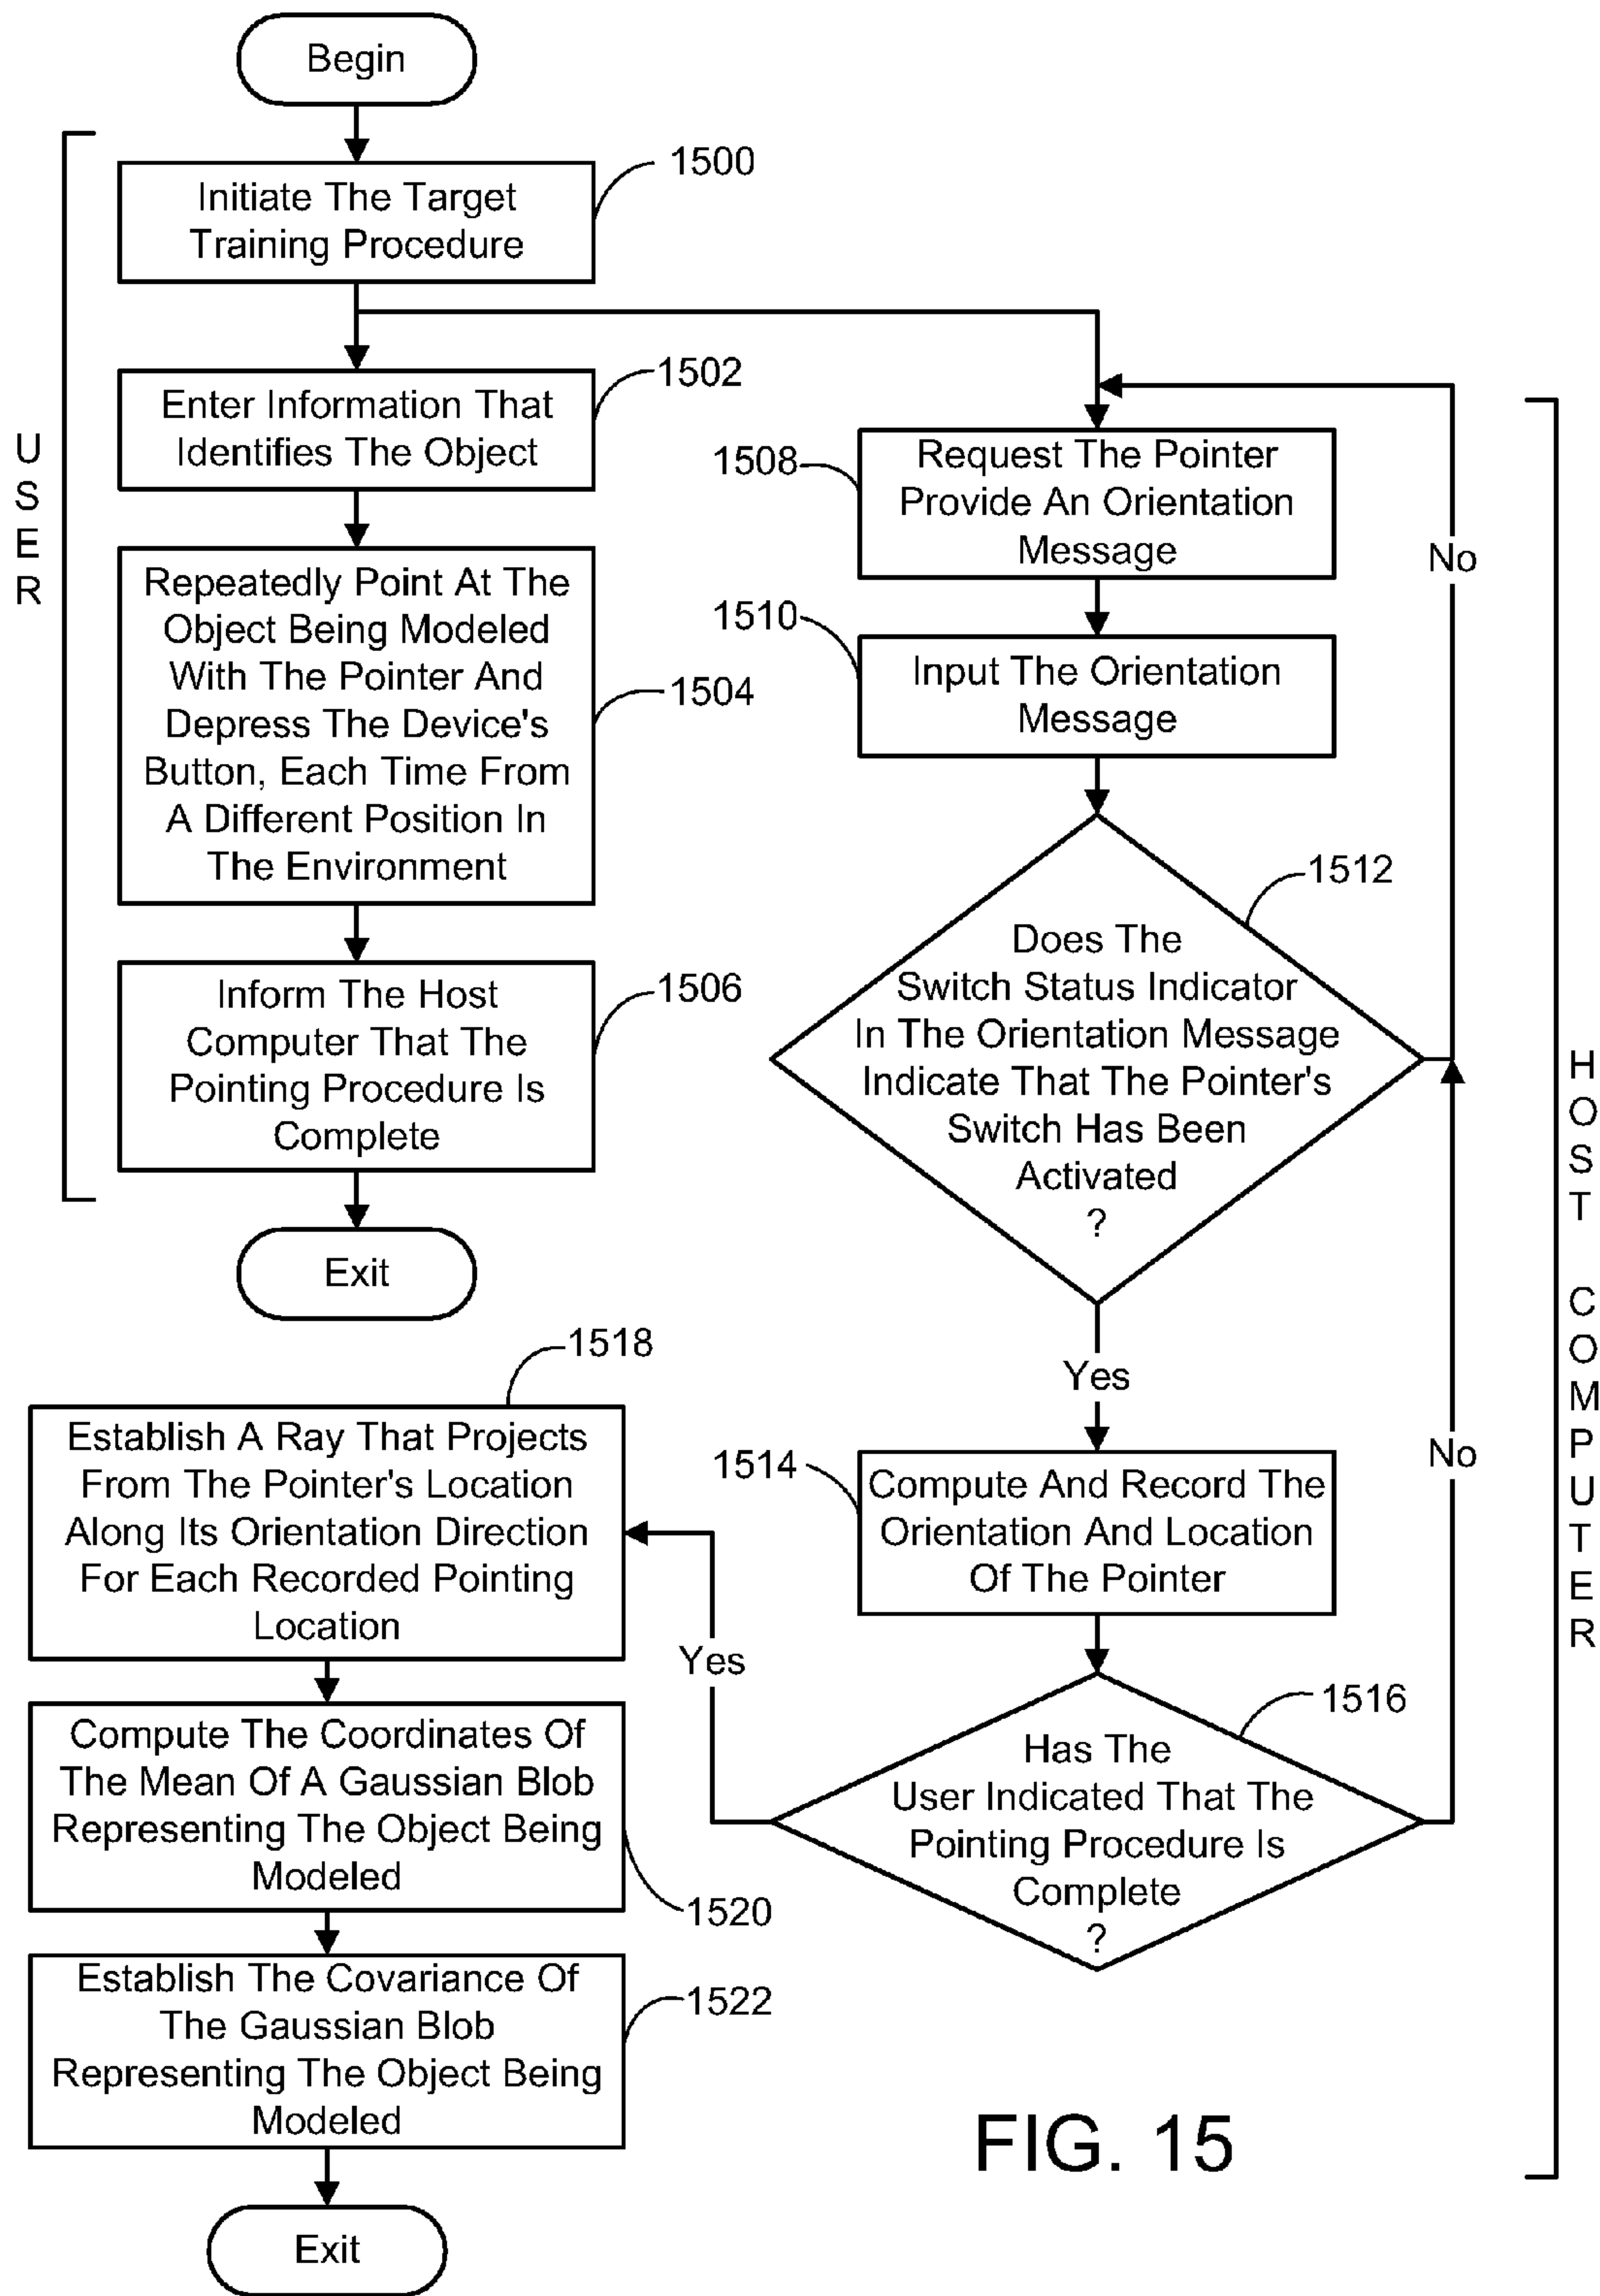 Begin
1500
Initiate The Target
Training Procedure
1502
Enter Information That
Identifies The Object
USER
Repeatedly Point At The
Object Being Modeled
With The Pointer And
Depress The Device's
Button, Each Time From
A Different Position In
The Environment
1504
Inform The Host
Computer That The
Pointing Procedure Is
Complete
1506
Exit
1508
Request The Pointer
Provide An Orientation
Message
No
1510
Input The Orientation
Message
1512
Does The
Switch Status Indicator
In The Orientation Message
Indicate That The Pointer's
Switch Has Been
Activated
?
HOST COMPUTER
Yes
1514
Compute And Record The
Orientation And Location
Of The Pointer
No
1516
Has The
User Indicated That The
Pointing Procedure Is
Complete
?
Yes
1518
Establish A Ray That Projects
From The Pointer's Location
Along Its Orientation Direction
For Each Recorded Pointing
Location
Compute The Coordinates Of
The Mean Of A Gaussian Blob
Representing The Object Being
Modeled
1520
Establish The Covariance Of
The Gaussian Blob
Representing The Object Being
Modeled
1522
Exit
FIG. 15